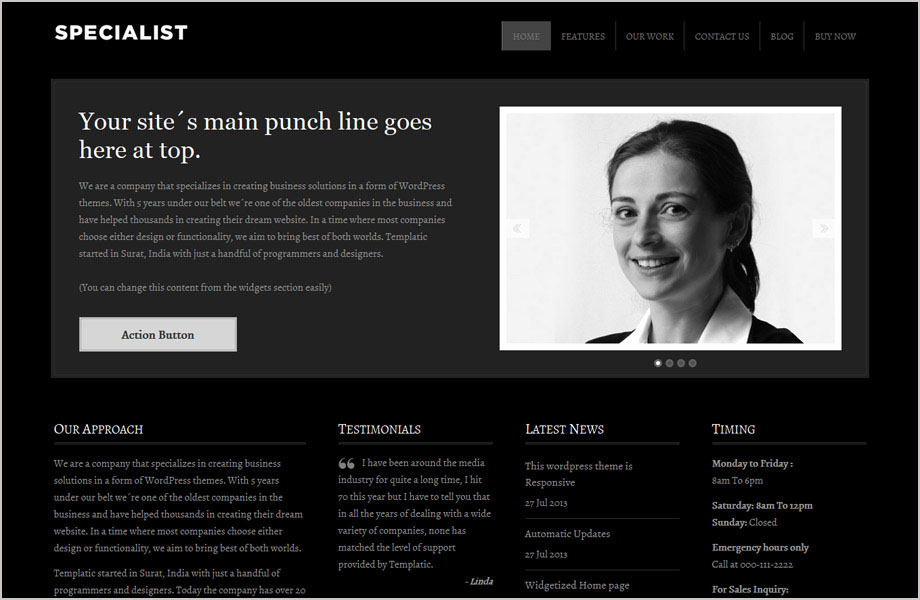 SPECIALIST
HOME FEATURES OUR WORK CONTACT US BLOG BUY NOW
Your site´s main punch line goes
here at top.
We are a company that specializes in creating business solutions in a form of WordPress
themes. With 5 years under our belt we´re one of the oldest companies in the business and
have helped thousands in creating their dream website. In a time where most companies
choose either design or functionality, we aim to bring best of both worlds. Templatic
started in Surat, India with just a handful of programmers and designers.
(You can change this content from the widgets section easily)
Action Button
Our Approach
We are a company that specializes in creating business
solutions in a form of WordPress themes. With 5 years
under our belt we´re one of the oldest companies in the
business and have helped thousands in creating their dream
website. In a time where most companies choose either
design or functionality, we aim to bring best of both worlds.
Templatic started in Surat, India with just a handful of
programmers and designers. Today the company has over 20
Testimonials
“ I have been around the media
industry for quite a long time, I hit
70 this year but I have to tell you that
in all the years of dealing with a wide
variety of companies, none has
matched the level of support
provided by Templatic.
- Linda
Latest News
This wordpress theme is
Responsive
27 Jul 2013
Automatic Updates
27 Jul 2013
Widgetized Home page
Timing
Monday to Friday :
8am To 6pm
Saturday: 8am To 12pm
Sunday: Closed
Emergency hours only
Call at 000-111-2222
For Sales Inquiry: